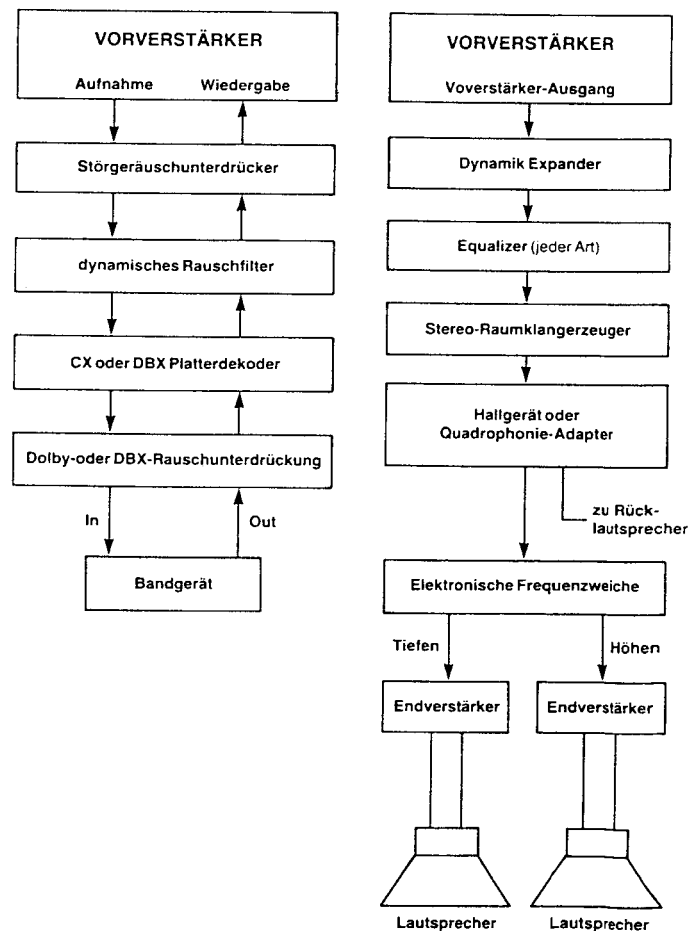 VORVERSTÄRKER
Aufnahme Wiedergabe
Störgeräuschunterdrücker
dynamisches Rauschfilter
CX oder DBX Platterdekoder
Dolby-oder DBX-Rauschunterdrückung
In Out
Bandgerät
VORVERSTÄRKER
Voverstärker-Ausgang
Dynamik Expander
Equalizer (jeder Art)
Stereo-Raumklangerzeuger
Hallgerät oder
Quadrophonie-Adapter
zu Rück-
lautsprecher
Elektronische Frequenzweiche
Tiefen Höhen
Endverstärker Endverstärker
Lautsprecher Lautsprecher